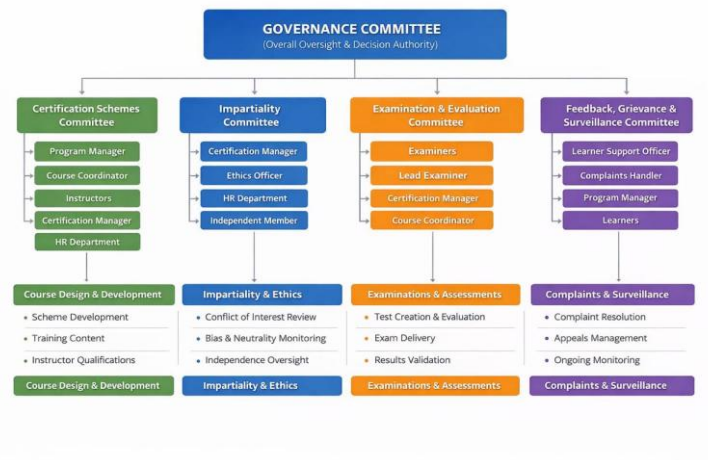 GOVERNANCE COMMITTEE
(Overall Oversight & Decision Authority)
Certification Schemes
Committee
Program Manager
Course Coordinator
Instructors
Certification Manager
HR Department
Impartiality
Committee
Certification Manager
Ethics Officer
HR Department
Independent Member
Examination & Evaluation
Committee
Examiners
Lead Examiner
Certification Manager
Course Coordinator
Feedback, Grievance &
Surveillance Committee
Learner Support Officer
Complaints Handler
Program Manager
Learners
Course Design & Development
• Scheme Development
• Training Content
• Instructor Qualifications
Course Design & Development
Impartiality & Ethics
• Conflict of Interest Review
• Bias & Neutrality Monitoring
• Independence Oversight
Impartiality & Ethics
Examinations & Assessments
• Test Creation & Evaluation
• Exam Delivery
• Results Validation
Examinations & Assessments
Complaints & Surveillance
• Complaint Resolution
• Appeals Management
• Ongoing Monitoring
Complaints & Surveillance